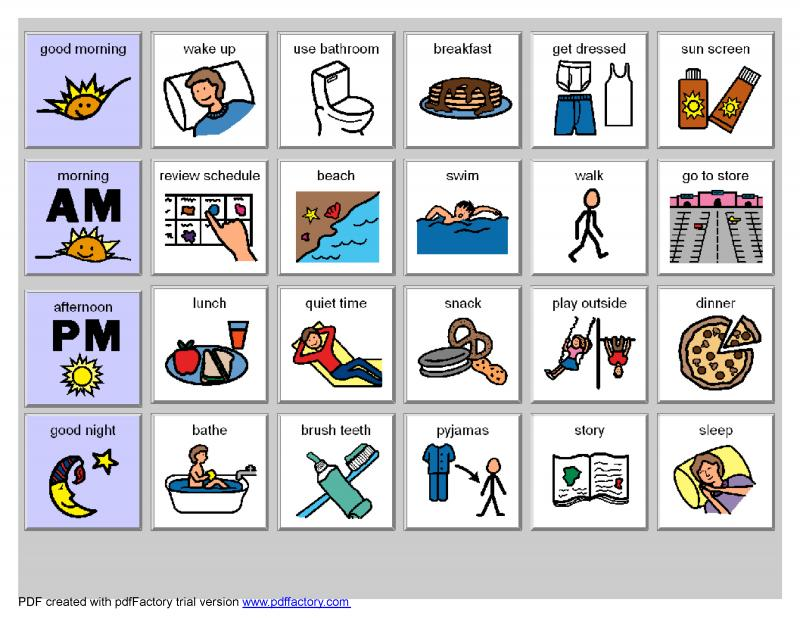 good morning
wake up
use bathroom
breakfast
get dressed
sun screen
morning
AM
review schedule
beach
swim
walk
go to store
afternoon
PM
lunch
quiet time
snack
play outside
dinner
good night
bathe
brush teeth
pyjamas
story
sleep
PDF created with pdfFactory trial version www.pdffactory.com